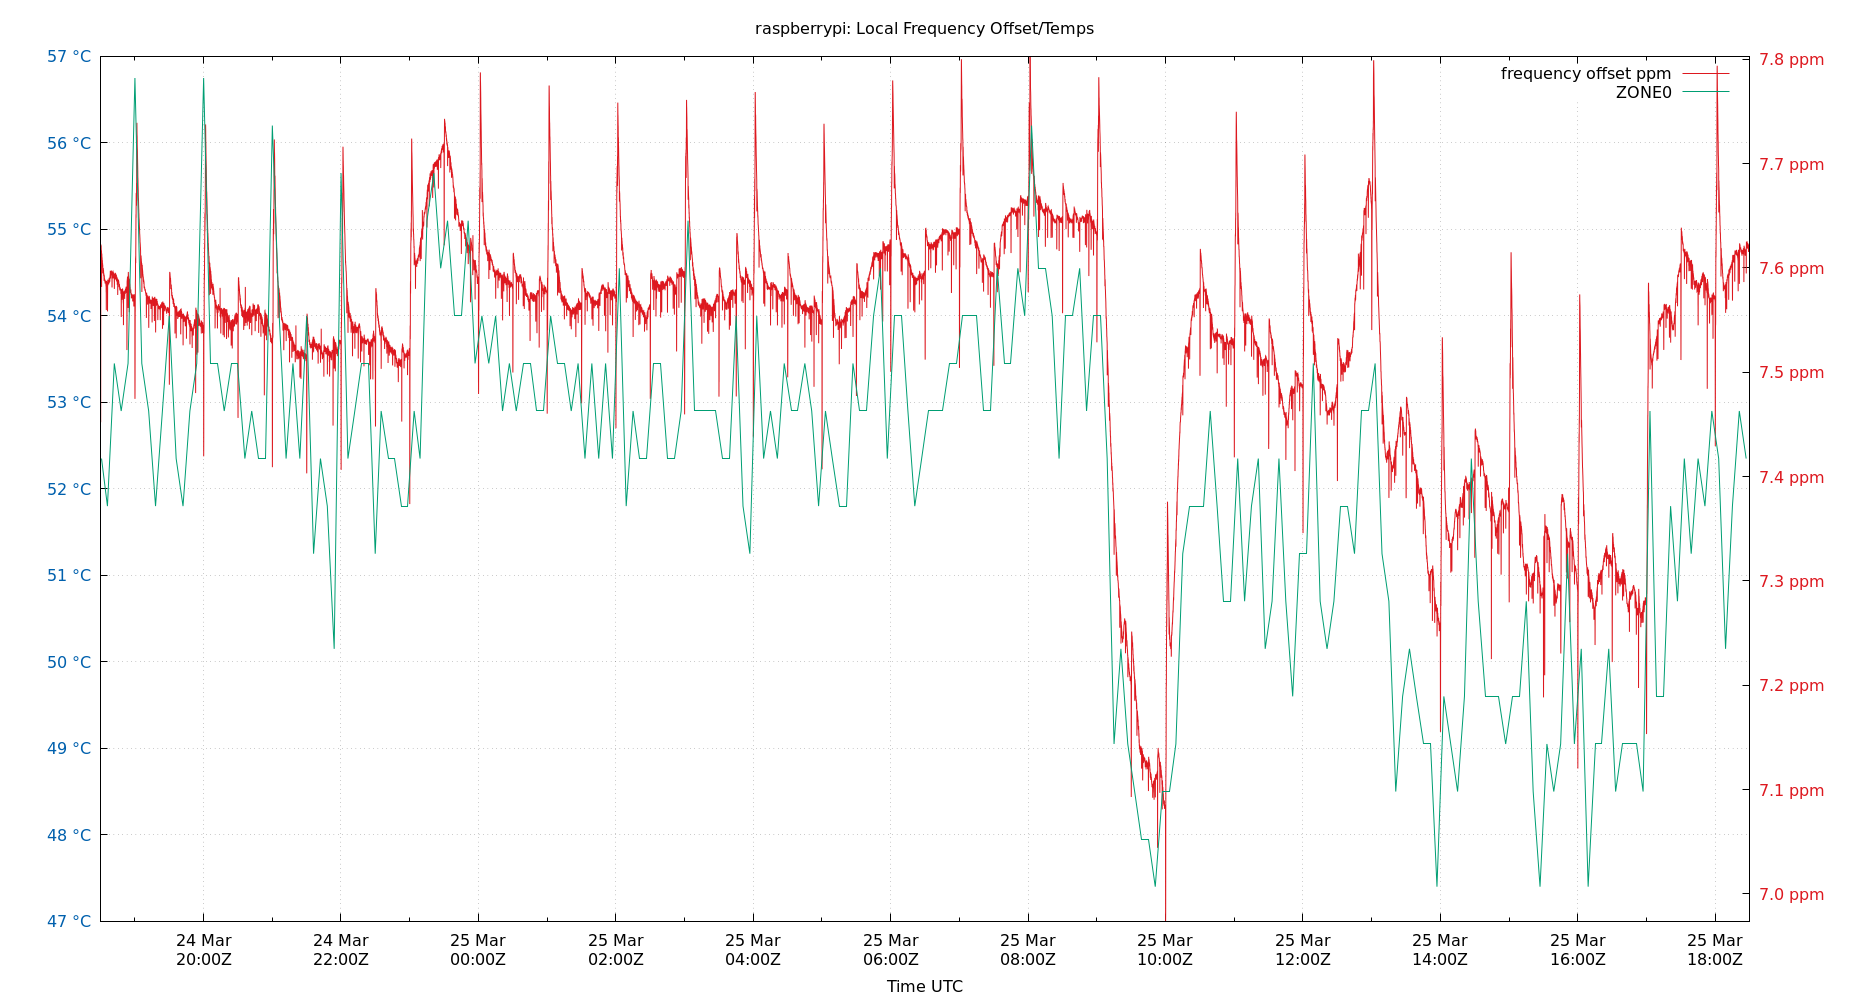 raspberrypi: Local Frequency Offset/Temps
57 °C
56 °C
55 °C
54 °C
53 °C
52 °C
51 °C
50 °C
49 °C
48 °C
47 °C
7.8 ppm
7.7 ppm
7.6 ppm
7.5 ppm
7.4 ppm
7.3 ppm
7.2 ppm
7.1 ppm
7.0 ppm
frequency offset ppm
ZONE0
24 Mar
20:00Z
24 Mar
22:00Z
25 Mar
00:00Z
25 Mar
02:00Z
25 Mar
04:00Z
25 Mar
06:00Z
25 Mar
08:00Z
25 Mar
10:00Z
25 Mar
12:00Z
25 Mar
14:00Z
25 Mar
16:00Z
25 Mar
18:00Z
Time UTC